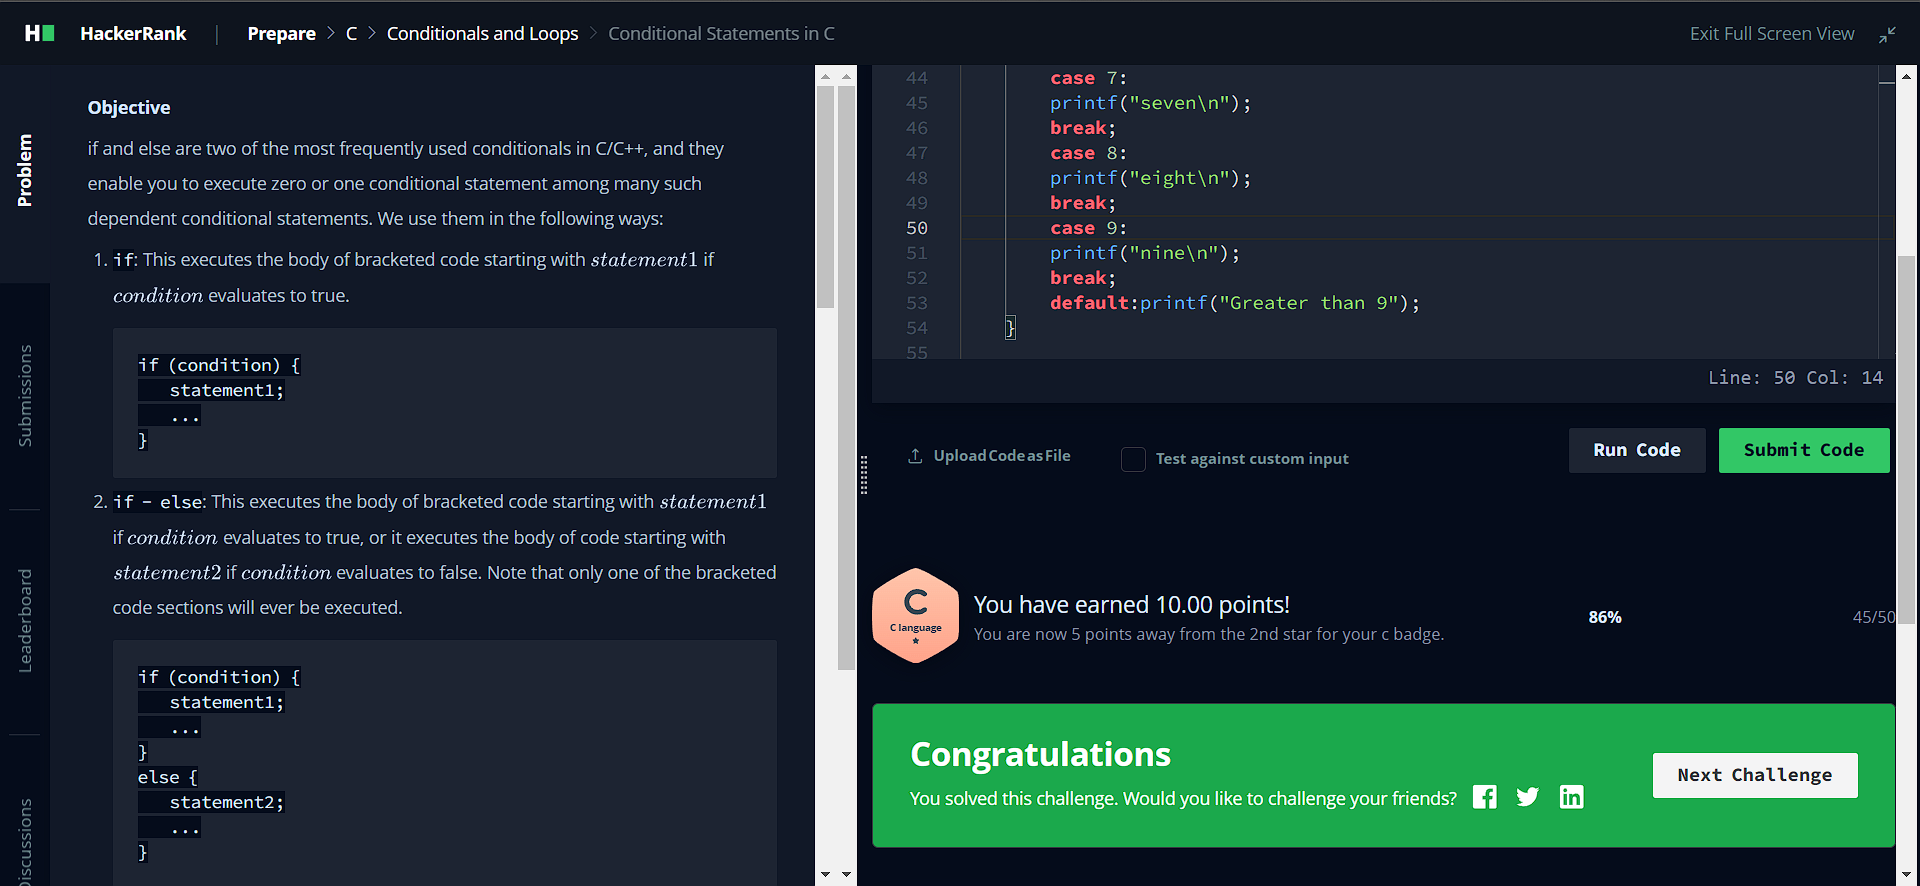 H HackerRank | Prepare > C > Conditionals and Loops > Conditional Statements in C
Exit Full Screen View
Problem
Submissions
Leaderboard
Discussions
Objective
if and else are two of the most frequently used conditionals in C/C++, and they
enable you to execute zero or one conditional statement among many such
dependent conditional statements. We use them in the following ways:
1. if: This executes the body of bracketed code starting with statement1 if
condition evaluates to true.
if (condition) {
statement1;
...
}
2. if - else: This executes the body of bracketed code starting with statement1
if condition evaluates to true, or it executes the body of code starting with
statement2 if condition evaluates to false. Note that only one of the bracketed
code sections will ever be executed.
if (condition) {
statement1;
...
}
else {
statement2;
...
}
44 case 7:
45 printf("seven\n");
46 break;
47 case 8:
48 printf("eight\n");
49 break;
50 case 9:
51 printf("nine\n");
52 break;
53 default:printf("Greater than 9");
54 }
55
Line: 50 Col: 14
Upload Code as File
Test against custom input
Run Code
Submit Code
C
C language
You have earned 10.00 points!
You are now 5 points away from the 2nd star for your c badge.
86%
45/50
Congratulations
You solved this challenge. Would you like to challenge your friends?
Next Challenge